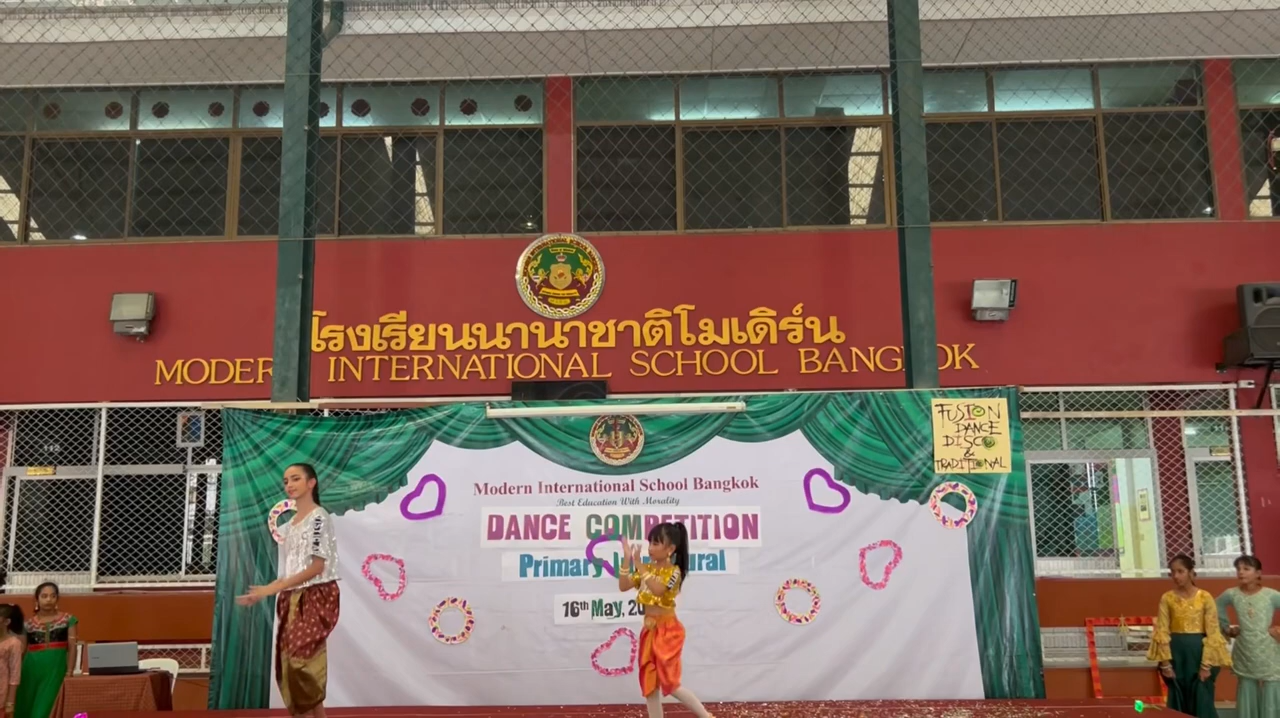 โรงเรียนนานาชาติโมเดิร์น
MODERN INTERNATIONAL SCHOOL BANGKOK
FUSION
DANCE
DISCO
&
TRADITIONAL
Modern International School Bangkok
Best Education With Morality
DANCE COMPETITION
Primary
16th May, 20
112